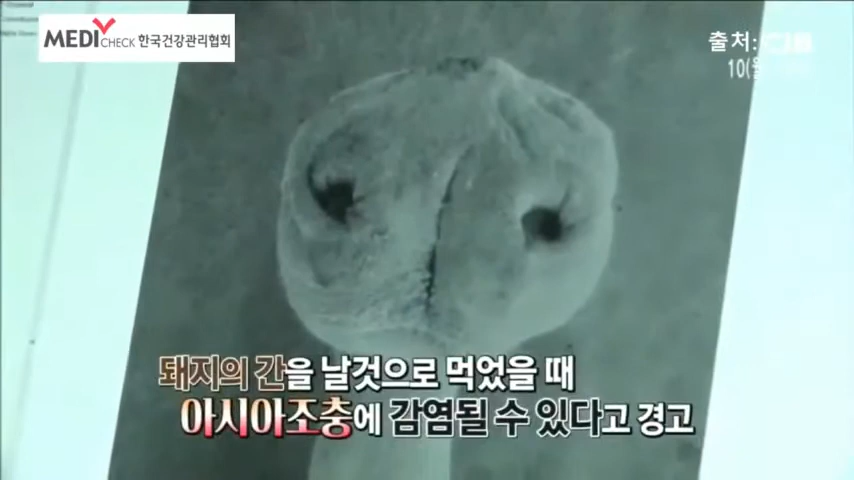 MEDI CHECK 한국건강관리협회
출처:
10(월
돼지의 간을 날것으로 먹었을 때
아시아조충에 감염될 수 있다고 경고